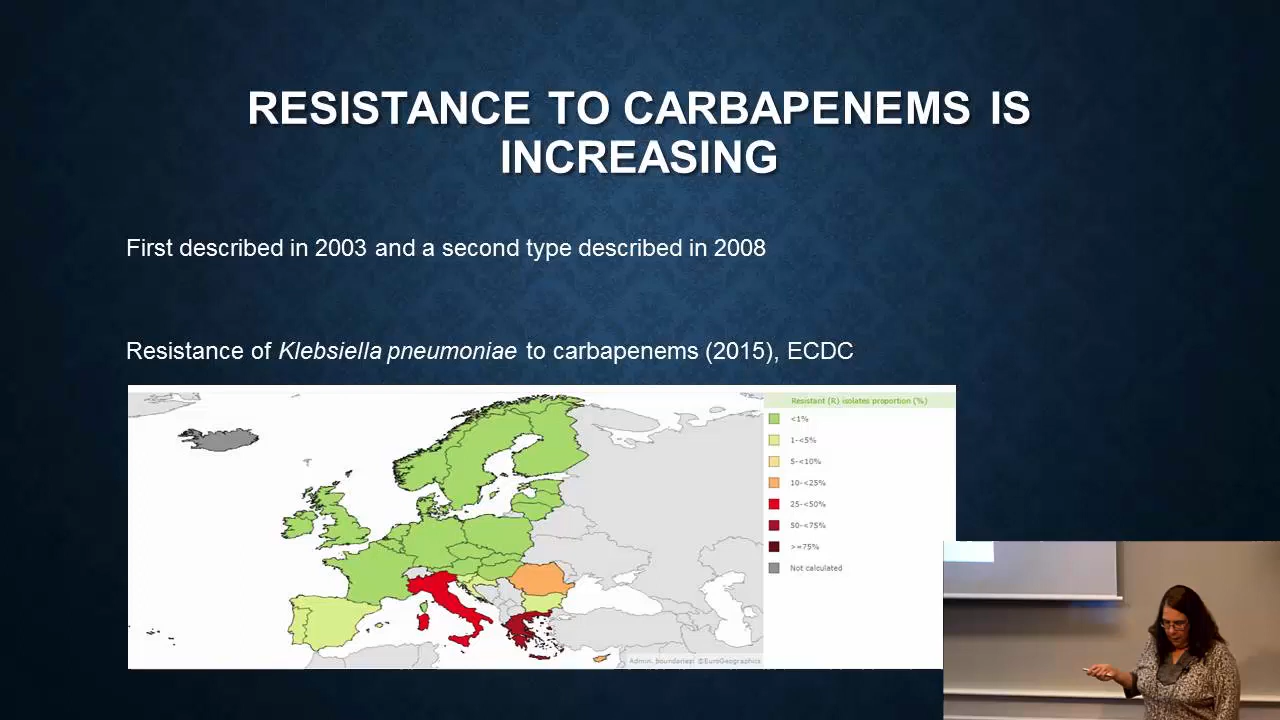 RESISTANCE TO CARBAPENEMS IS
INCREASING
First described in 2003 and a second type described in 2008
Resistance of Klebsiella pneumoniae to carbapenems (2015), ECDC
Resistant (R) isolates proportion (%)
<1%
1-<5%
5-<10%
10-<25%
25-<50%
50-<75%
>=75%
Not calculated
Admin. boundaries: ©EuroGeographics